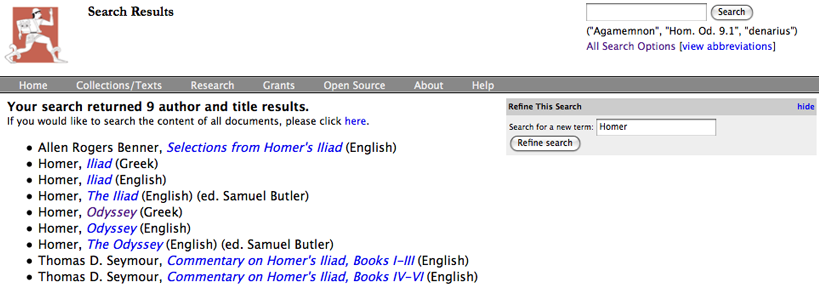 Search Results
Search
("Agamemnon", "Hom. Od. 9.1", "denarius")
All Search Options [view abbreviations]
Home Collections/Texts Research Grants Open Source About Help
Your search returned 9 author and title results.
If you would like to search the content of all documents, please click here.
• Allen Rogers Benner, Selections from Homer's Iliad (English)
• Homer, Iliad (Greek)
• Homer, Iliad (English)
• Homer, The Iliad (English) (ed. Samuel Butler)
• Homer, Odyssey (Greek)
• Homer, Odyssey (English)
• Homer, The Odyssey (English) (ed. Samuel Butler)
• Thomas D. Seymour, Commentary on Homer's Iliad, Books I-III (English)
• Thomas D. Seymour, Commentary on Homer's Iliad, Books IV-VI (English)
Refine This Search hide
Search for a new term: Homer
Refine search